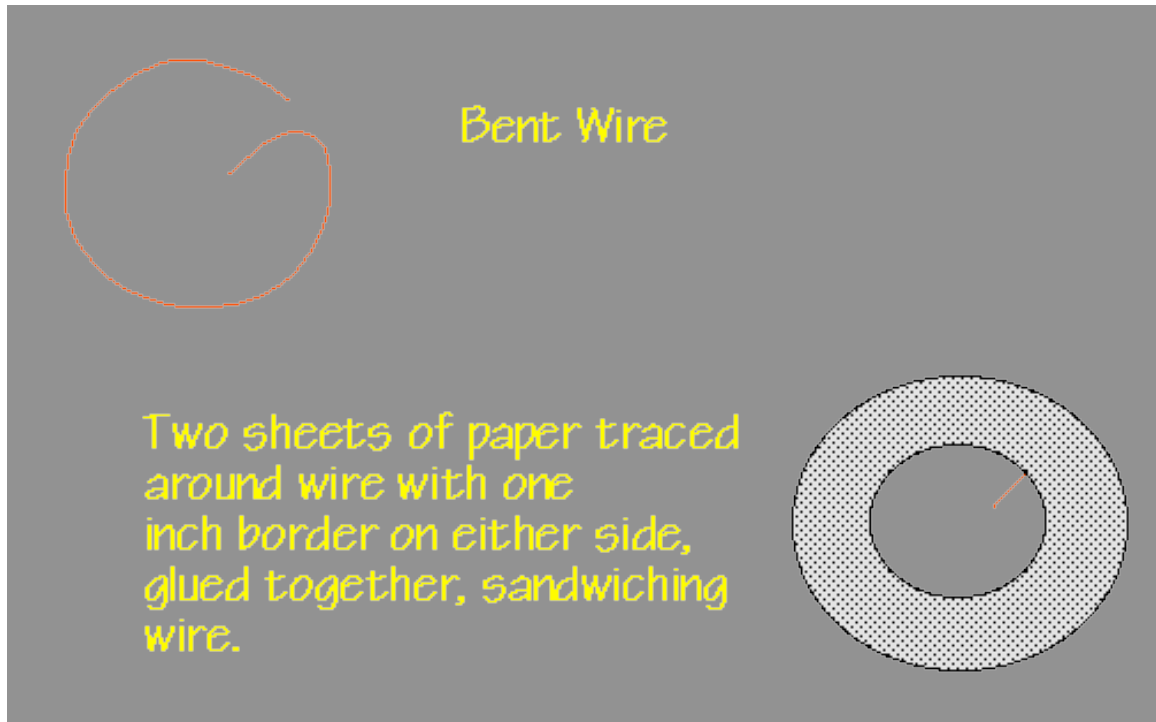 Bent Wire
Two sheets of paper traced
around wire with one
inch border on either side,
glued together, sandwiching
wire.